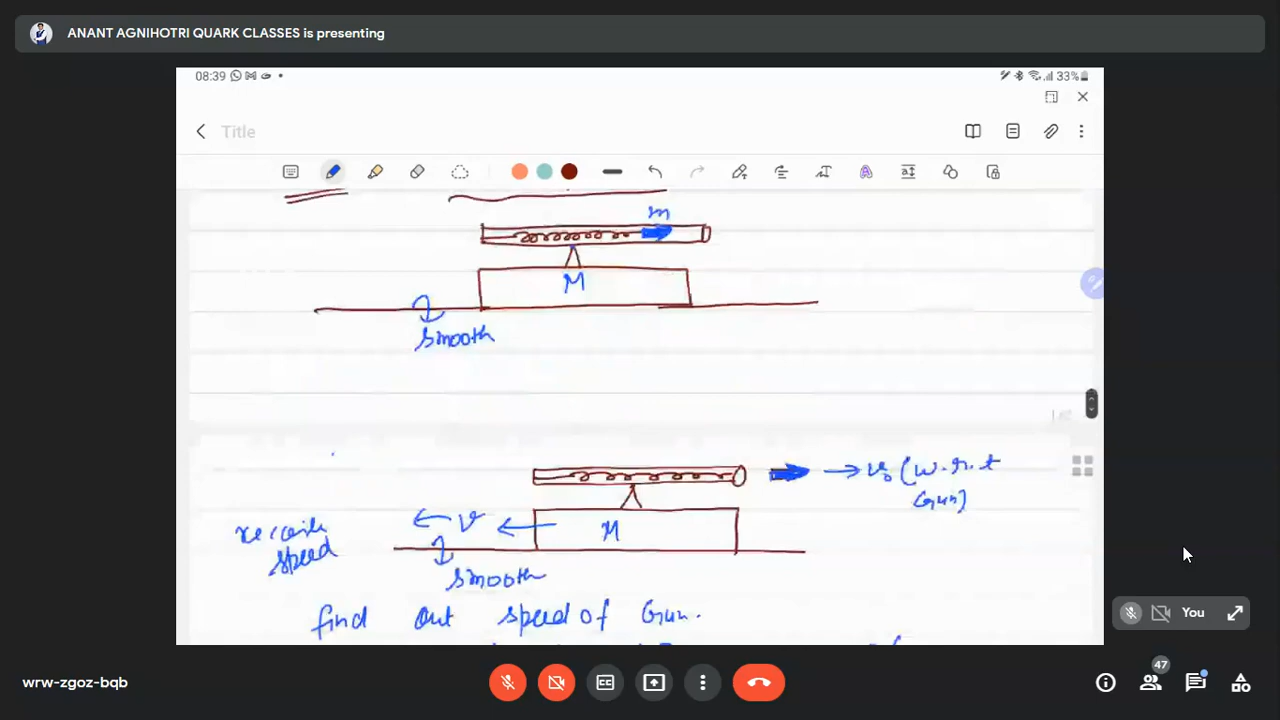 ANANT AGNIHOTRI QUARK CLASSES is presenting
08:39
33%
Title
m
M
smooth
v₀ (w.r.t
Gun)
v
M
speed
smooth
find out speed of Gun.
You
wrw-zgoz-bqb
47